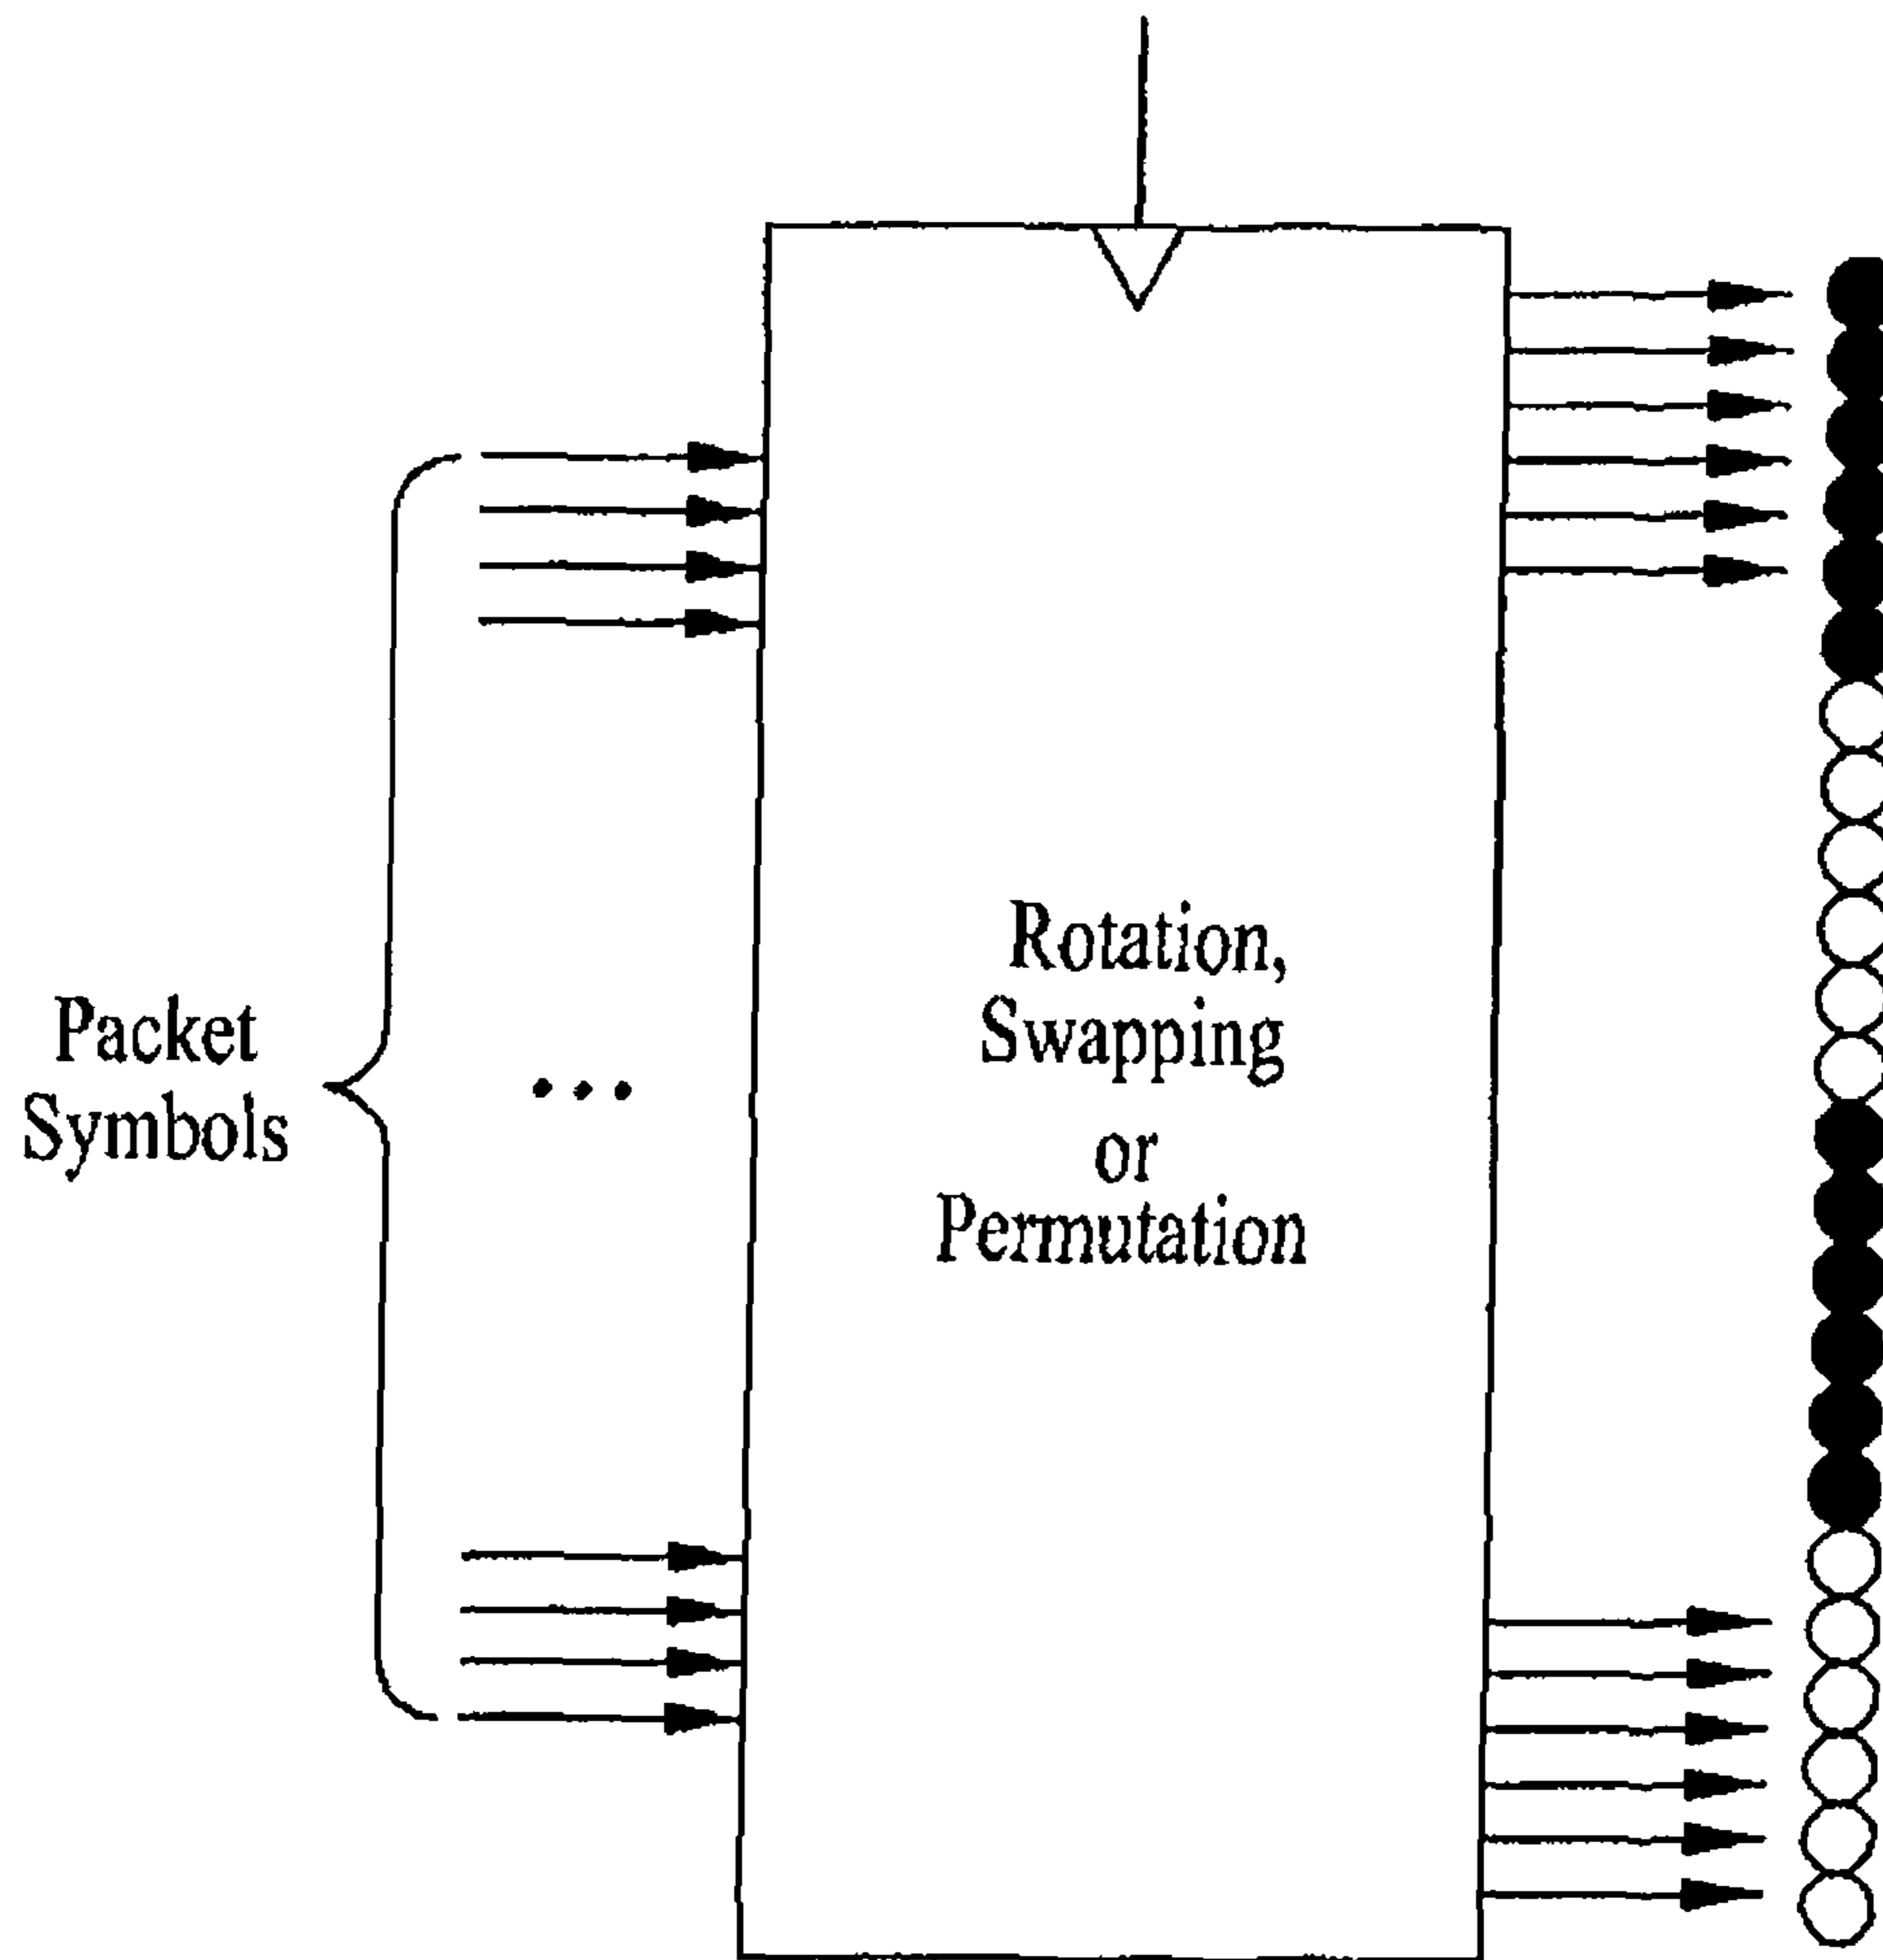 Packet
Symbols
Rotation,
Swapping
or
Permutation